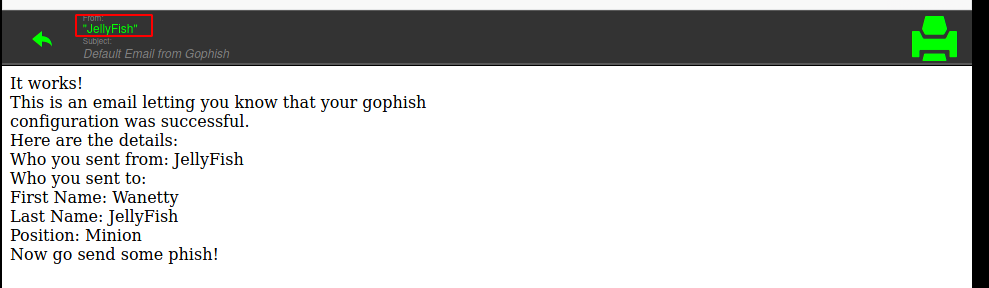 From:
"JellyFish"
Subject:
Default Email from Gophish
It works!
This is an email letting you know that your gophish
configuration was successful.
Here are the details:
Who you sent from: JellyFish
Who you sent to:
First Name: Wanetty
Last Name: JellyFish
Position: Minion
Now go send some phish!